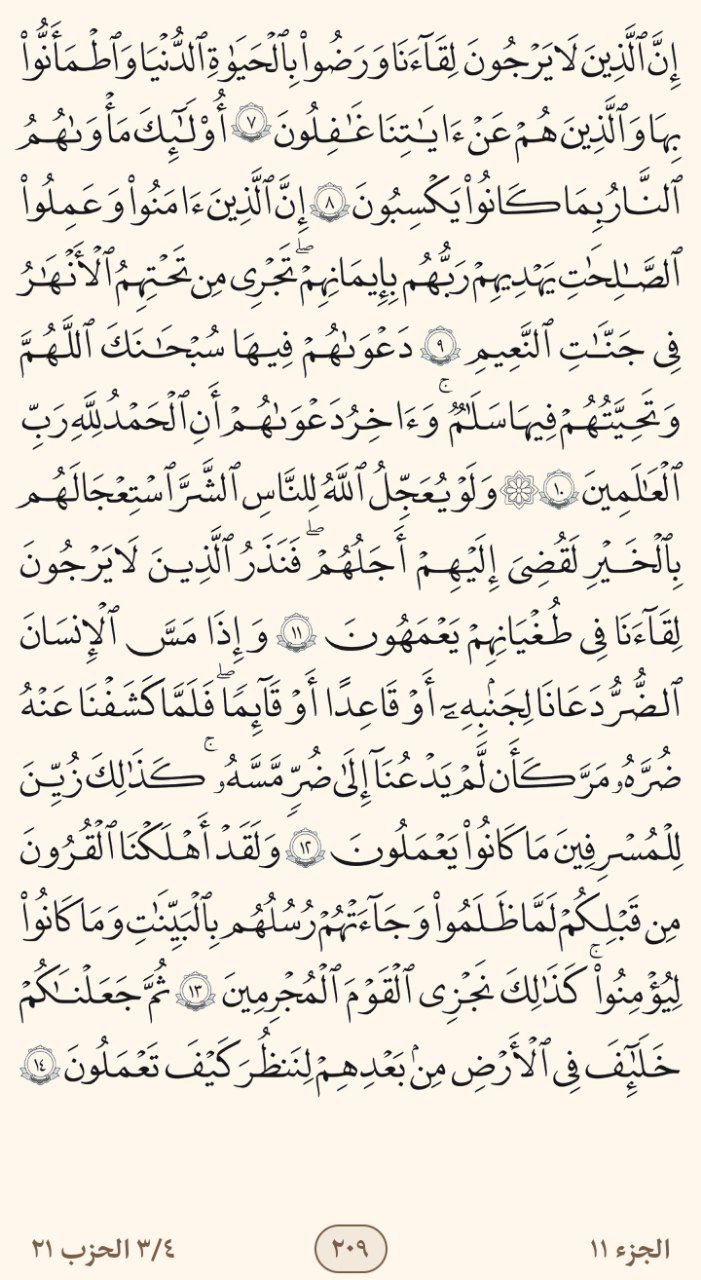 إِنَّ ٱلَّذِينَ لَا يَرْجُونَ لِقَآءَنَا وَرَضُوا۟ بِٱلْحَيَوٰةِ ٱلدُّنْيَا وَٱطْمَأَنُّوا۟
بِهَا وَٱلَّذِينَ هُمْ عَنْ ءَايَـٰتِنَا غَـٰفِلُونَ ٧ أُو۟لَـٰٓئِكَ مَأْوَىٰهُمُ
ٱلنَّارُ بِمَا كَانُوا۟ يَكْسِبُونَ ٨ إِنَّ ٱلَّذِينَ ءَامَنُوا۟ وَعَمِلُوا۟
ٱلصَّـٰلِحَـٰتِ يَهْدِيهِمْ رَبُّهُم بِإِيمَـٰنِهِمْ ۖ تَجْرِى مِن تَحْتِهِمُ ٱلْأَنْهَـٰرُ
فِى جَنَّـٰتِ ٱلنَّعِيمِ ٩ دَعْوَىٰهُمْ فِيهَا سُبْحَـٰنَكَ ٱللَّهُمَّ
وَتَحِيَّتُهُمْ فِيهَا سَلَـٰمٌ ۚ وَءَاخِرُ دَعْوَىٰهُمْ أَنِ ٱلْحَمْدُ لِلَّهِ رَبِّ
ٱلْعَـٰلَمِينَ ١٠ ۞ وَلَوْ يُعَجِّلُ ٱللَّهُ لِلنَّاسِ ٱلشَّرَّ ٱسْتِعْجَالَهُم
بِٱلْخَيْرِ لَقُضِىَ إِلَيْهِمْ أَجَلُهُمْ ۖ فَنَذَرُ ٱلَّذِينَ لَا يَرْجُونَ
لِقَآءَنَا فِى طُغْيَـٰنِهِمْ يَعْمَهُونَ ١١ وَإِذَا مَسَّ ٱلْإِنسَـٰنَ
ٱلضُّرُّ دَعَانَا لِجَنۢبِهِۦٓ أَوْ قَاعِدًا أَوْ قَآئِمًا ۖ فَلَمَّا كَشَفْنَا عَنْهُ
ضُرَّهُۥ مَرَّ كَأَن لَّمْ يَدْعُنَآ إِلَىٰ ضُرٍّ مَّسَّهُۥ ۚ كَذَٰلِكَ زُيِّنَ
لِلْمُسْرِفِينَ مَا كَانُوا۟ يَعْمَلُونَ ١٢ وَلَقَدْ أَهْلَكْنَا ٱلْقُرُونَ
مِن قَبْلِكُمْ لَمَّا ظَلَمُوا۟ وَجَآءَتْهُمْ رُسُلُهُم بِٱلْبَيِّنَـٰتِ وَمَا كَانُوا۟
لِيُؤْمِنُوا۟ ۚ كَذَٰلِكَ نَجْزِى ٱلْقَوْمَ ٱلْمُجْرِمِينَ ١٣ ثُمَّ جَعَلْنَـٰكُمْ
خَلَـٰٓئِفَ فِى ٱلْأَرْضِ مِنۢ بَعْدِهِمْ لِنَنظُرَ كَيْفَ تَعْمَلُونَ ١٤
الجزء ١١ ٢٠٩ ٣/٤ الحزب ٢١